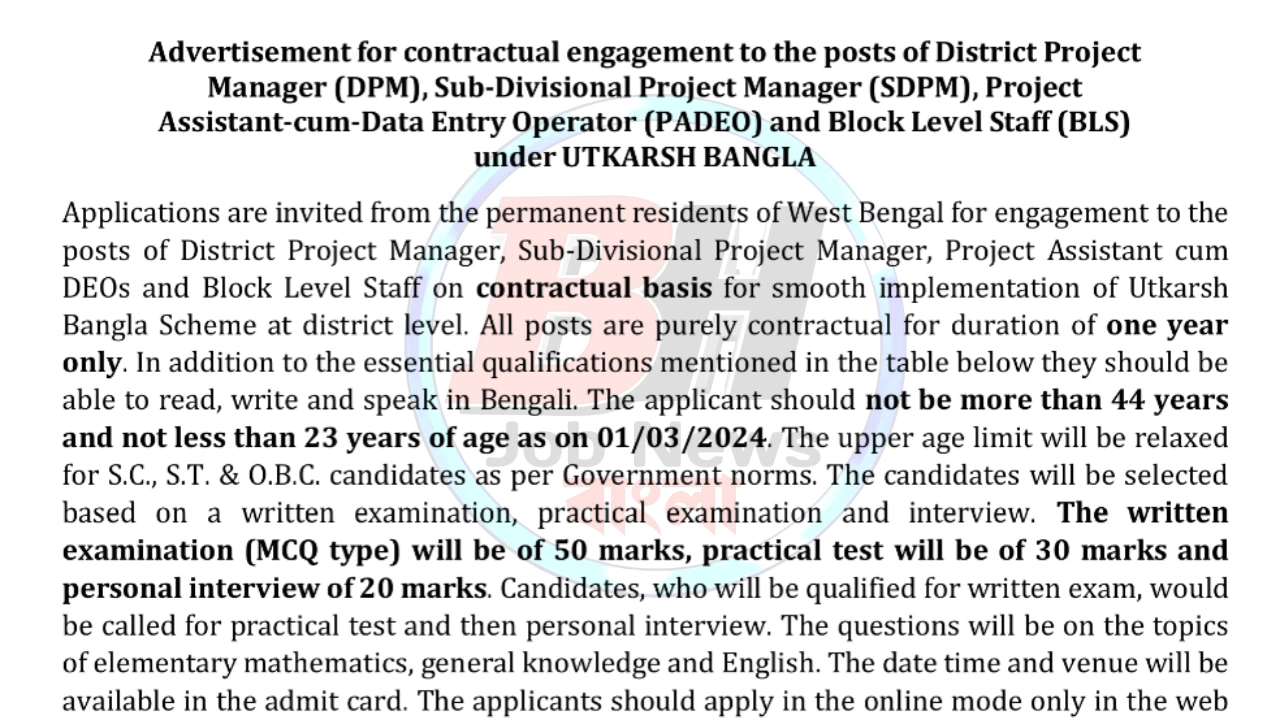 Advertisement for contractual engagement to the posts of District Project
Manager (DPM), Sub-Divisional Project Manager (SDPM), Project
Assistant-cum-Data Entry Operator (PADEO) and Block Level Staff (BLS)
under UTKARSH BANGLA
Applications are invited from the permanent residents of West Bengal for engagement to the
posts of District Project Manager, Sub-Divisional Project Manager, Project Assistant cum
DEOs and Block Level Staff on contractual basis for smooth implementation of Utkarsh
Bangla Scheme at district level. All posts are purely contractual for duration of one year
only. In addition to the essential qualifications mentioned in the table below they should be
able to read, write and speak in Bengali. The applicant should not be more than 44 years
and not less than 23 years of age as on 01/03/2024. The upper age limit will be relaxed
for S.C., S.T. & O.B.C. candidates as per Government norms. The candidates will be selected
based on a written examination, practical examination and interview. The written
examination (MCQ type) will be of 50 marks, practical test will be of 30 marks and
personal interview of 20 marks. Candidates, who will be qualified for written exam, would
be called for practical test and then personal interview. The questions will be on the topics
of elementary mathematics, general knowledge and English. The date time and venue will be
available in the admit card. The applicants should apply in the online mode only in the web
BH
Job News
বাংলা